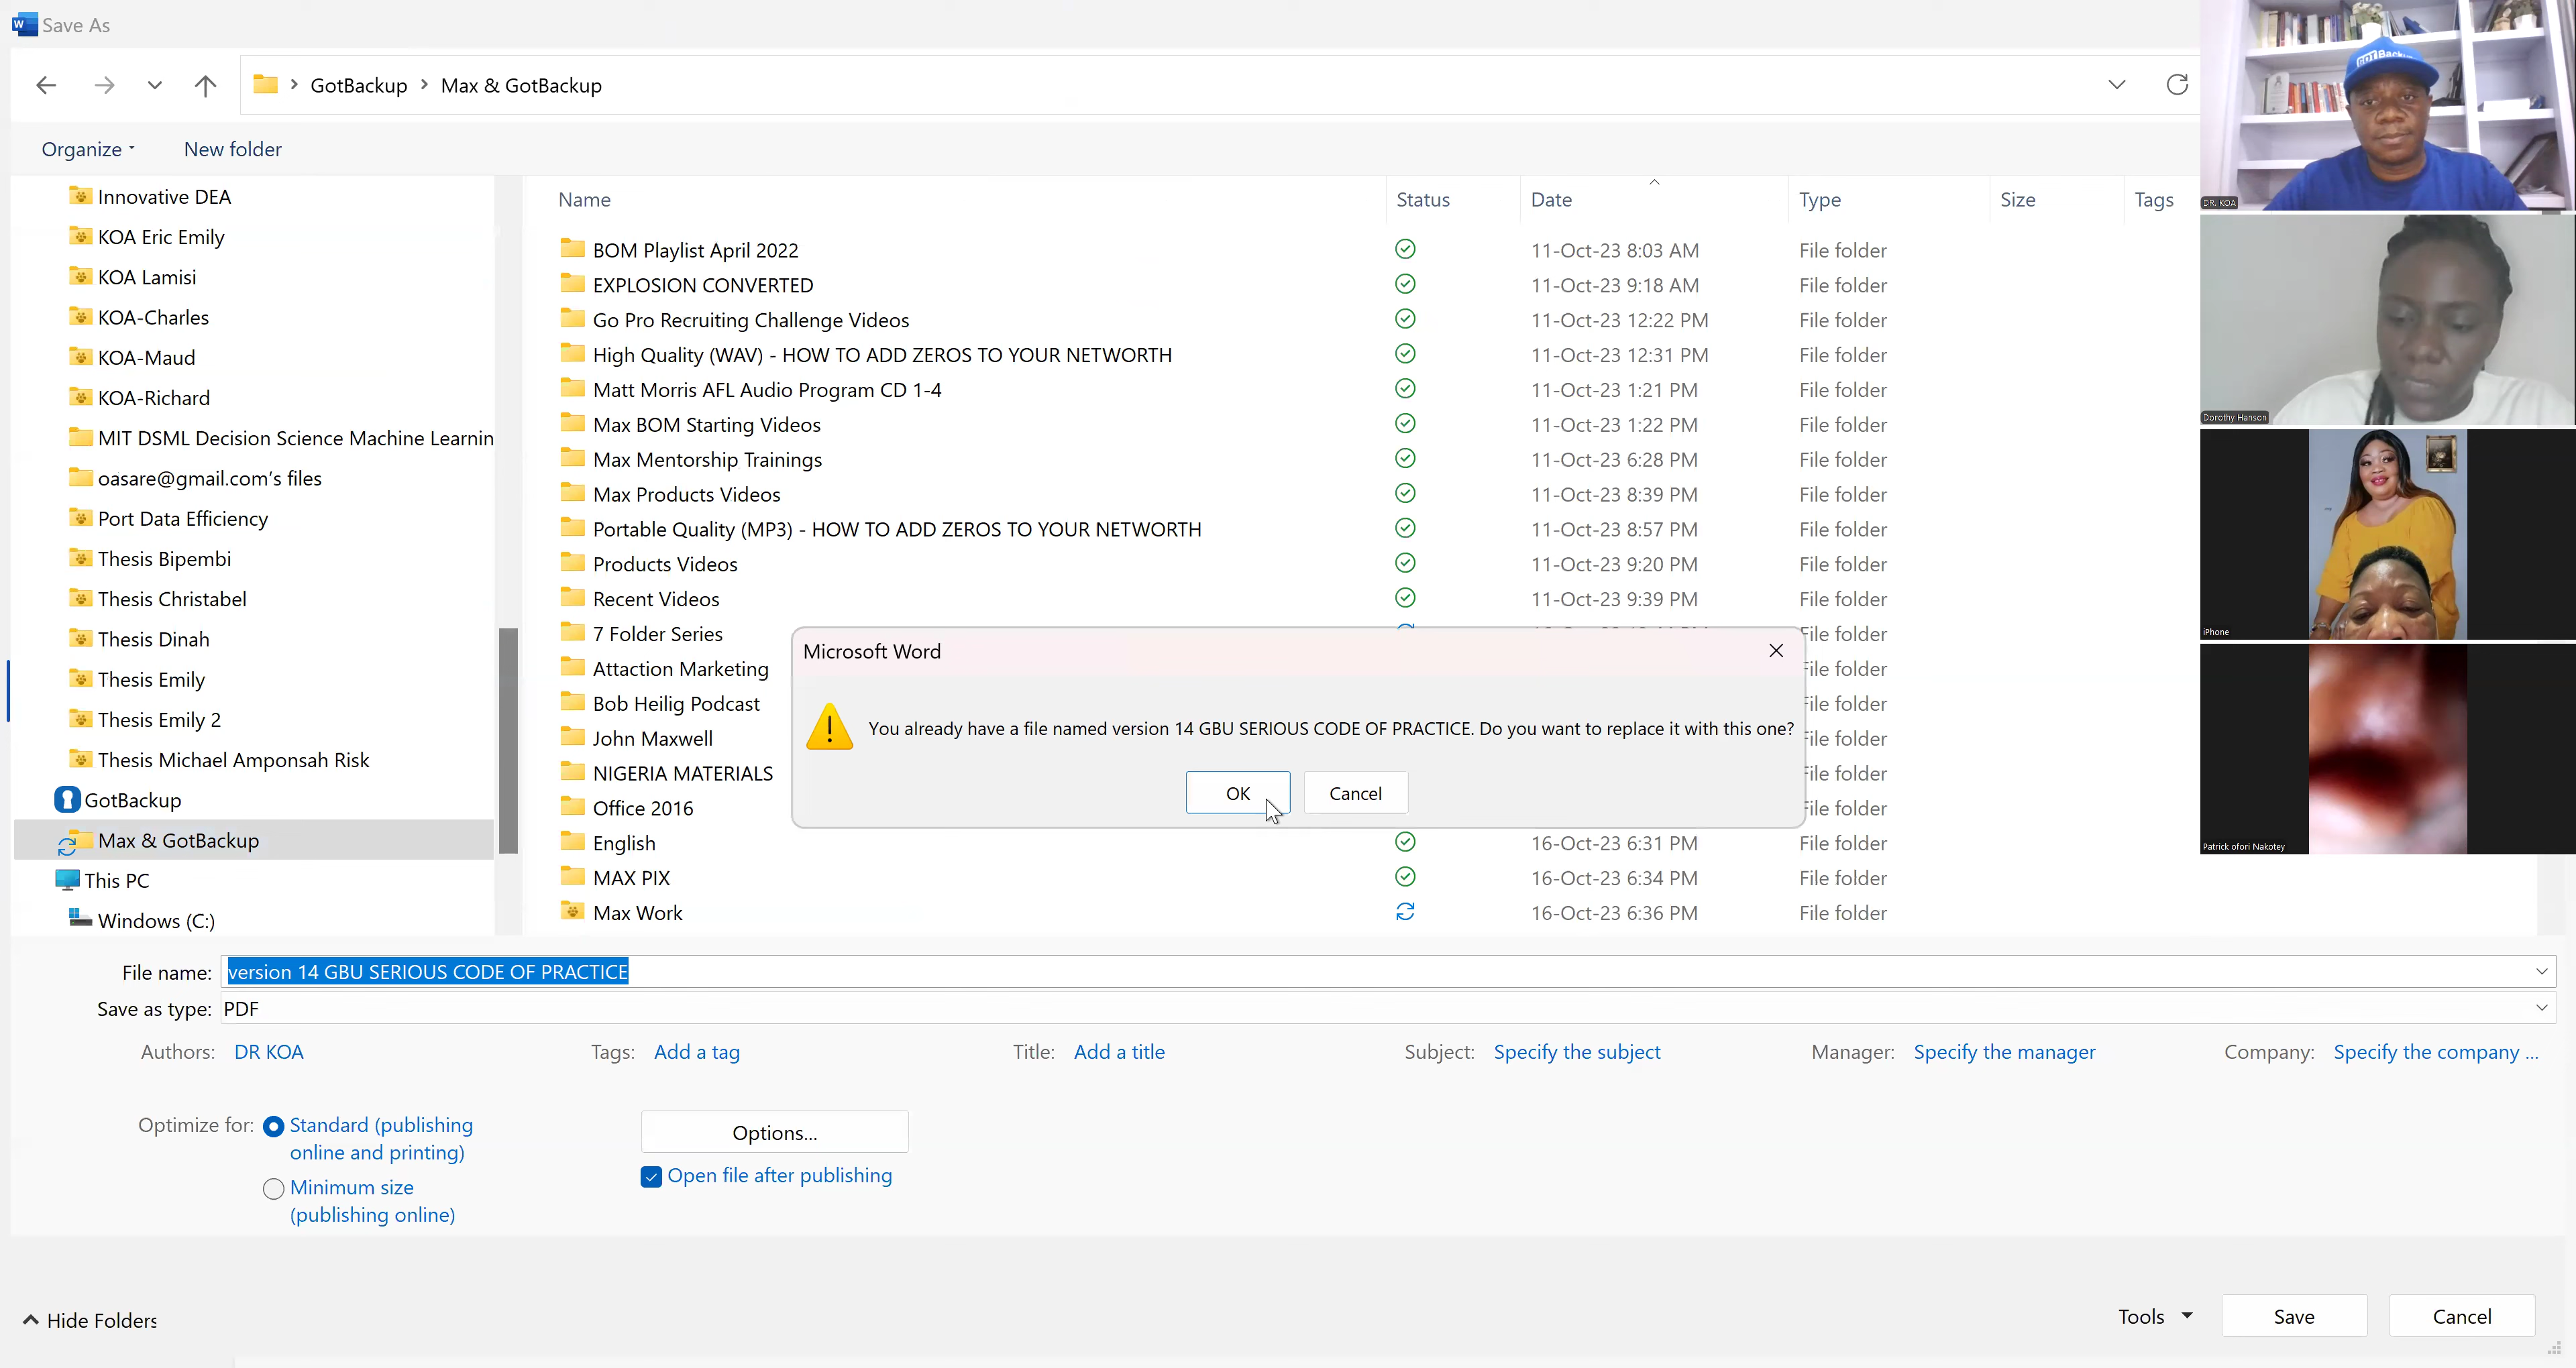 Save As
GotBackup
Max & GotBackup
Organize
New folder
Innovative DEA
KOA Eric Emily
KOA Lamisi
KOA-Charles
KOA-Maud
KOA-Richard
MIT DSML Decision Science Machine Learnin
oasare@gmail.com's files
Port Data Efficiency
Thesis Bipembi
Thesis Christabel
Thesis Dinah
Thesis Emily
Thesis Emily 2
Thesis Michael Amponsah Risk
GotBackup
Max & GotBackup
This PC
Windows (C:)
Name Status Date Type Size Tags
BOM Playlist April 2022 11-Oct-23 8:03 AM File folder
EXPLOSION CONVERTED 11-Oct-23 9:18 AM File folder
Go Pro Recruiting Challenge Videos 11-Oct-23 12:22 PM File folder
High Quality (WAV) - HOW TO ADD ZEROS TO YOUR NETWORTH 11-Oct-23 12:31 PM File folder
Matt Morris AFL Audio Program CD 1-4 11-Oct-23 1:21 PM File folder
Max BOM Starting Videos 11-Oct-23 1:22 PM File folder
Max Mentorship Trainings 11-Oct-23 6:28 PM File folder
Max Products Videos 11-Oct-23 8:39 PM File folder
Portable Quality (MP3) - HOW TO ADD ZEROS TO YOUR NETWORTH 11-Oct-23 8:57 PM File folder
Products Videos 11-Oct-23 9:20 PM File folder
Recent Videos 11-Oct-23 9:39 PM File folder
7 Folder Series File folder
Attaction Marketing File folder
Bob Heilig Podcast File folder
John Maxwell File folder
NIGERIA MATERIALS File folder
Office 2016 File folder
English 16-Oct-23 6:31 PM File folder
MAX PIX 16-Oct-23 6:34 PM File folder
Max Work 16-Oct-23 6:36 PM File folder
Microsoft Word
You already have a file named version 14 GBU SERIOUS CODE OF PRACTICE. Do you want to replace it with this one?
OK Cancel
File name: version 14 GBU SERIOUS CODE OF PRACTICE
Save as type: PDF
Authors: DR KOA Tags: Add a tag Title: Add a title Subject: Specify the subject Manager: Specify the manager Company: Specify the company ...
Optimize for: Standard (publishing
online and printing)
Minimum size
(publishing online)
Options...
Open file after publishing
Hide Folders
Tools Save Cancel
GOTBackup
DR. KOA
Dorothy Hanson
iPhone
Patrick ofori Nakotey